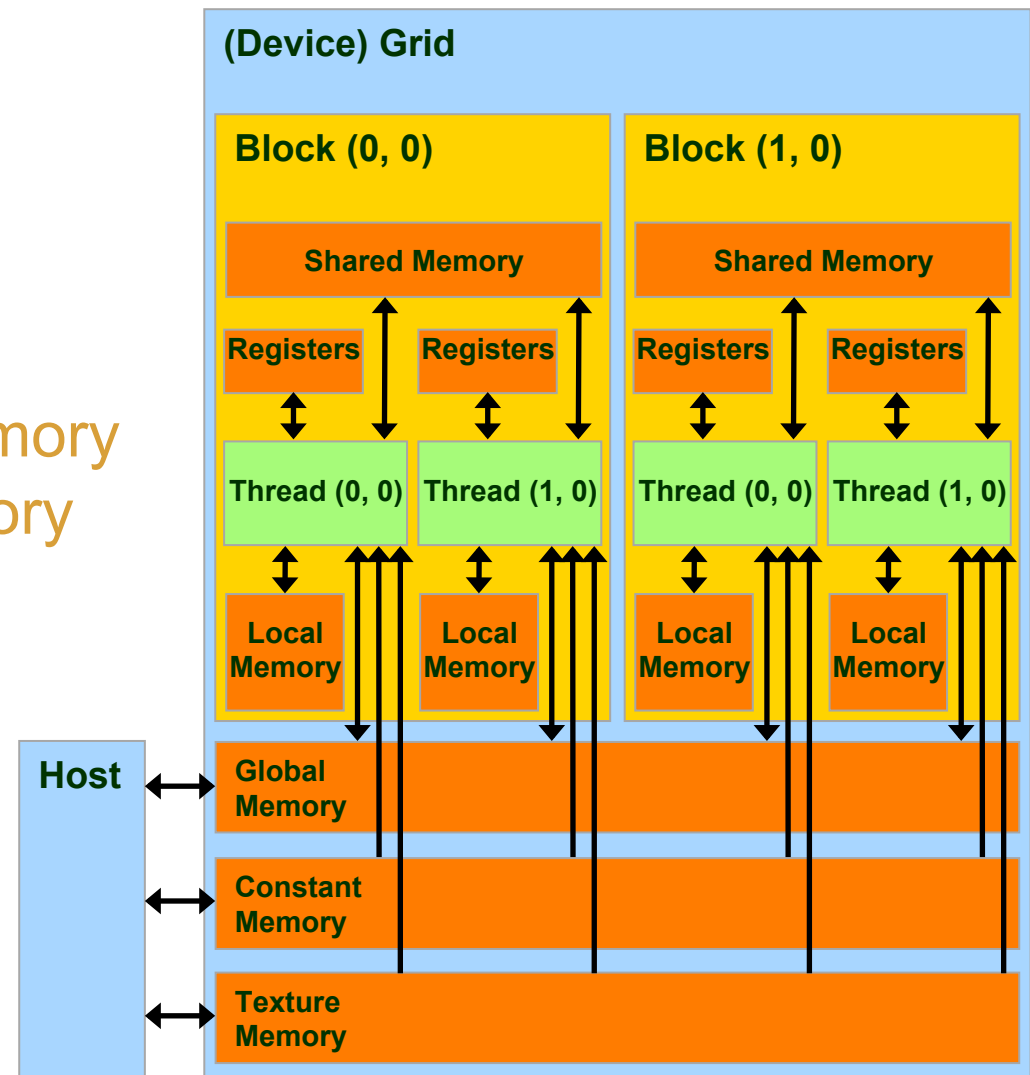 (Device) Grid
Block (0, 0)
Block (1, 0)
Shared Memory
Shared Memory
Registers
Registers
Registers
Registers
mory
ory
Thread (0, 0)
Thread (1, 0)
Thread (0, 0)
Thread (1, 0)
Local
Memory
Local
Memory
Local
Memory
Local
Memory
Host
Global
Memory
Constant
Memory
Texture
Memory